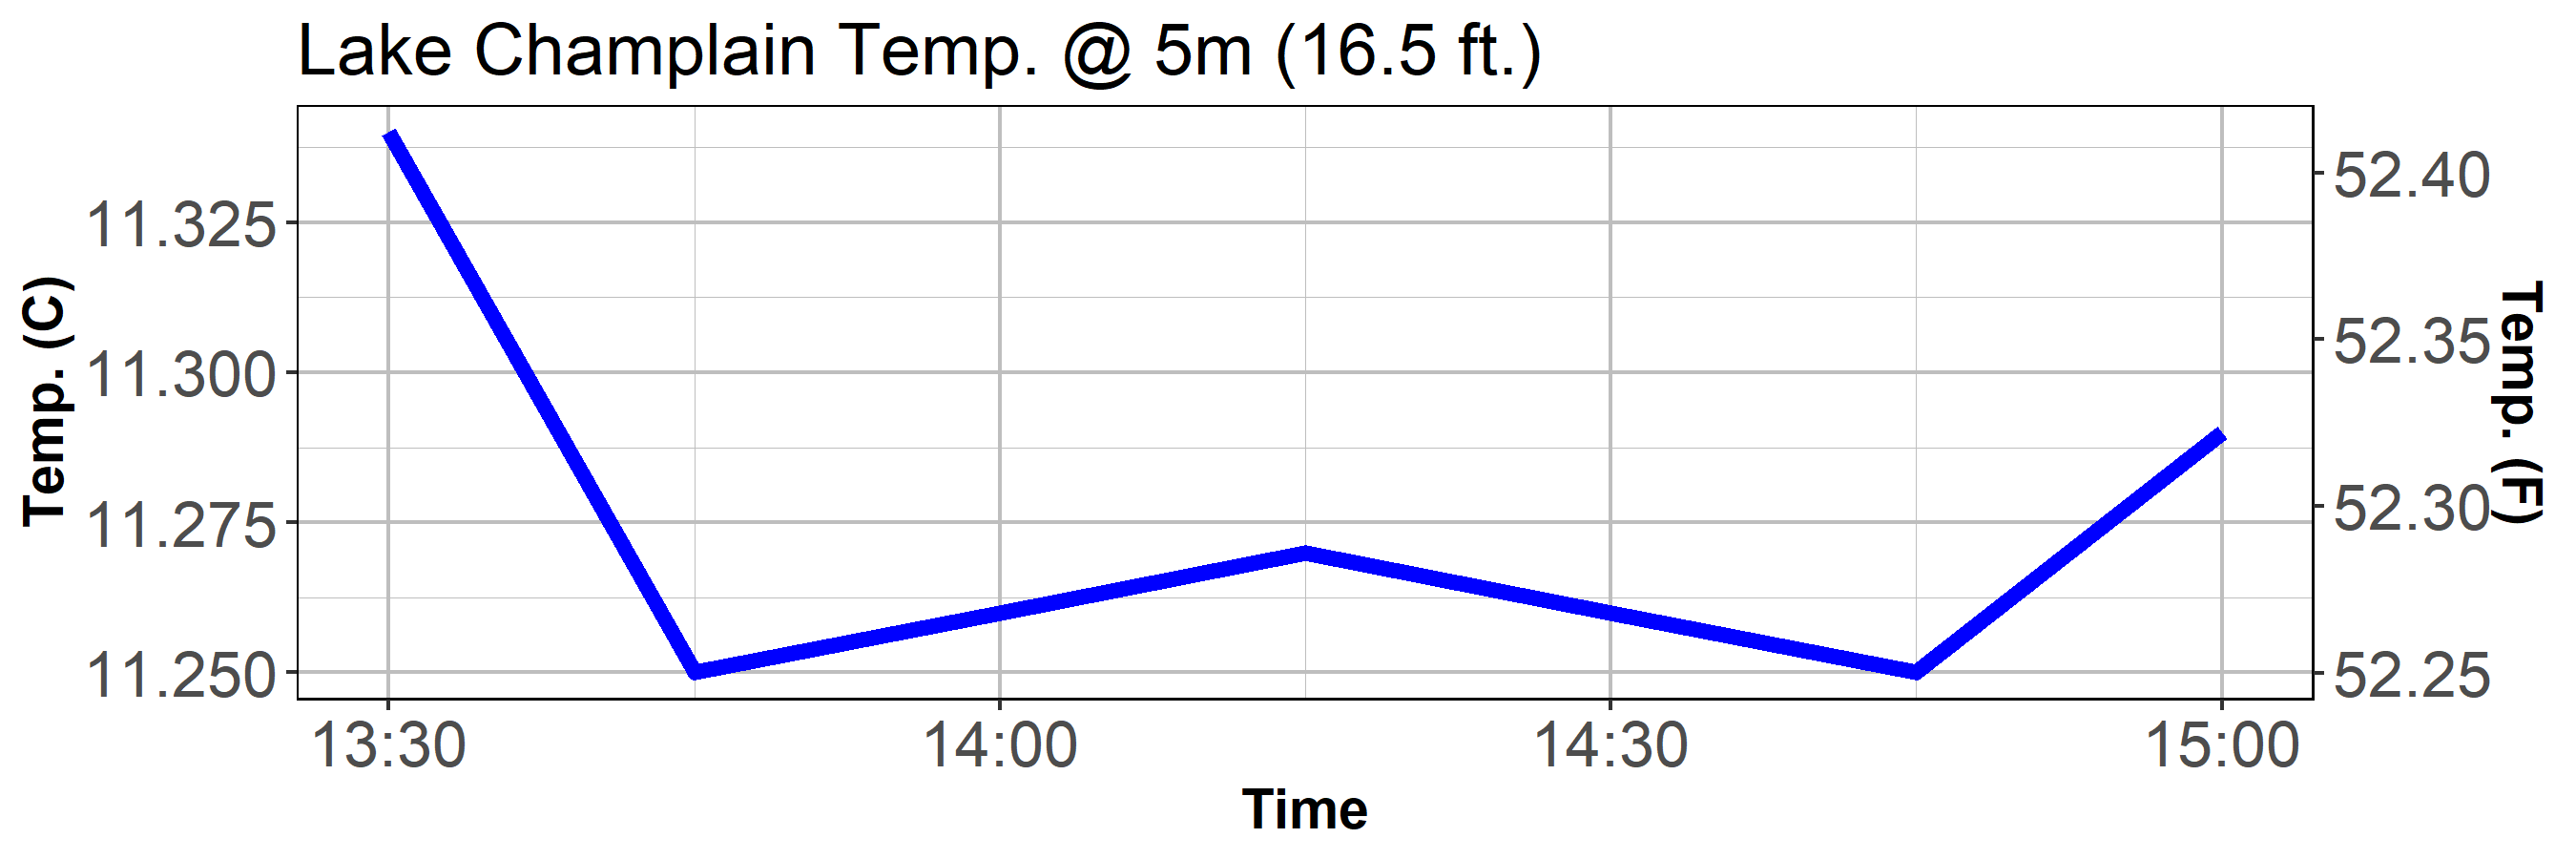 Lake Champlain Temp. @ 5m (16.5 ft.)
Temp. (C)
11.325
11.300
11.275
11.250
52.40
52.35
52.30
52.25
Temp. (F)
13:30 14:00 14:30 15:00
Time